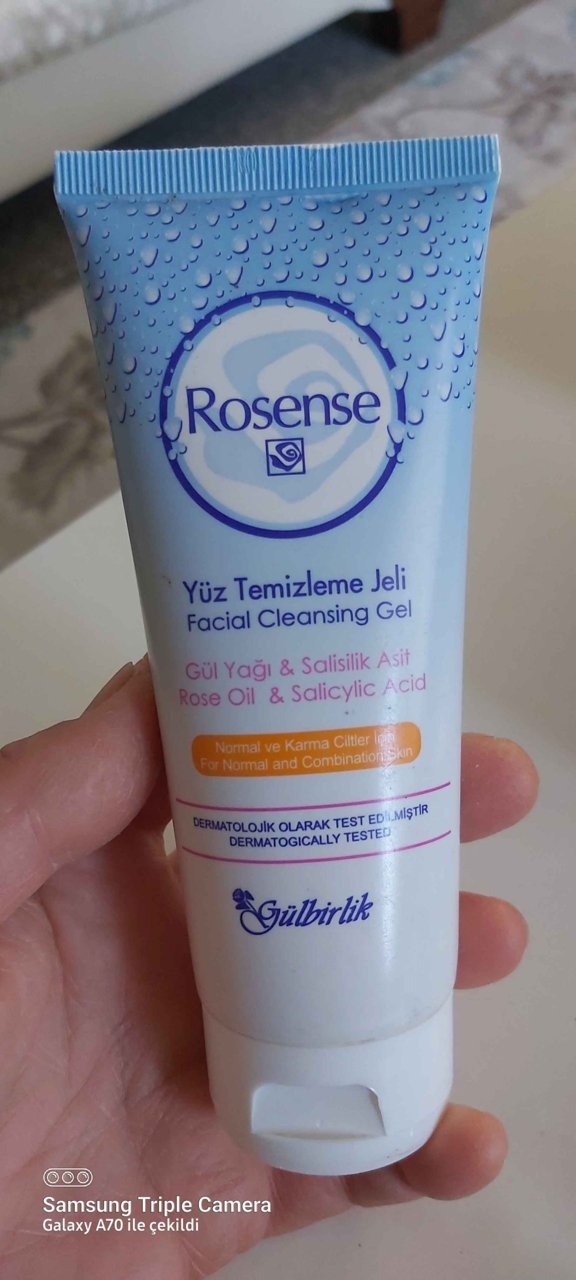 Rosense
Yüz Temizleme Jeli
Facial Cleansing Gel
Gül Yağı & Salisilik Asit
Rose Oil & Salicylic Acid
Normal ve Karma Ciltler İçin
For Normal and Combination Skin
DERMATOLOJİK OLARAK TEST EDİLMİŞTİR
DERMATOGICALLY TESTED
Gülbirlik
Samsung Triple Camera
Galaxy A70 ile çekildi